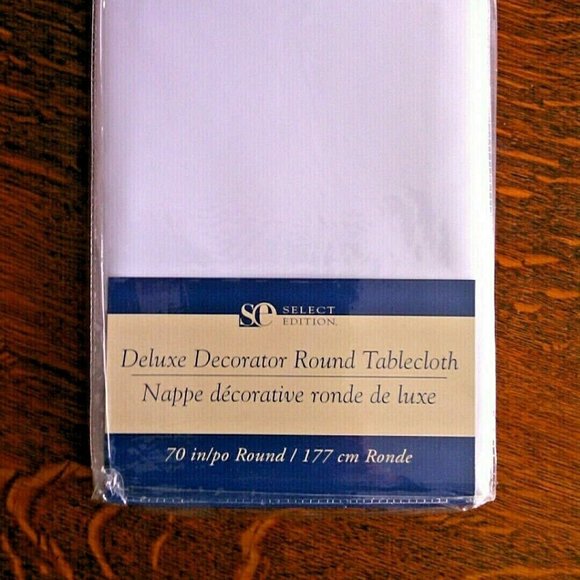 se SELECT
EDITION
Deluxe Decorator Round Tablecloth
Nappe décorative ronde de luxe
70 in/po Round / 177 cm Ronde